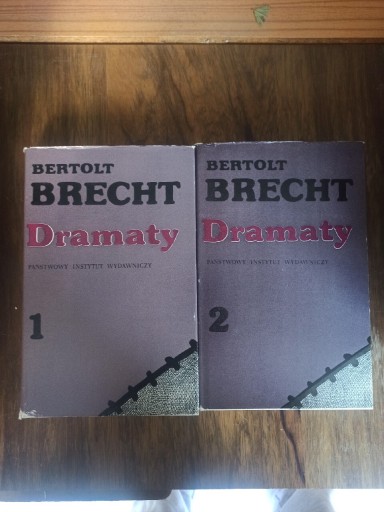 BERTOLT
BRECHT
Dramaty
PAŃSTWOWY INSTYTUT WYDAWNICZY
1
BERTOLT
BRECHT
Dramaty
PAŃSTWOWY INSTYTUT WYDAWNICZY
2